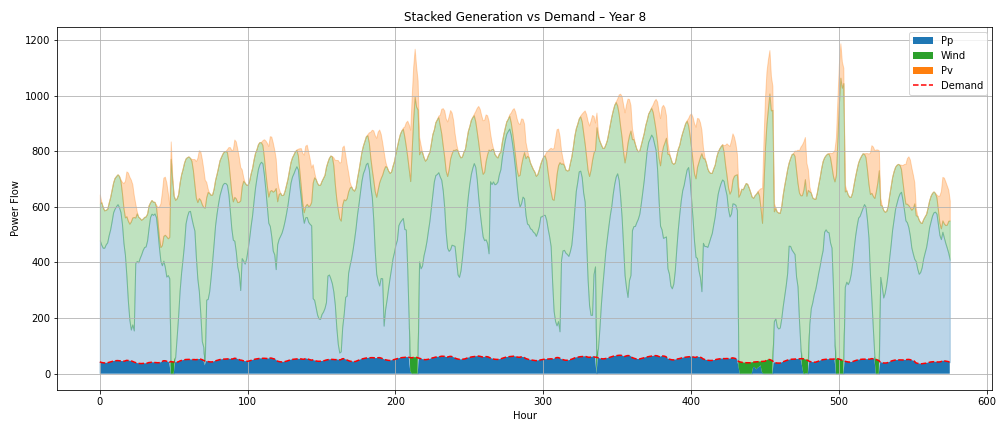 Stacked Generation vs Demand – Year 8
Power Flow
1200
1000
800
600
400
200
0
Pp
Wind
Pv
Demand
0 100 200 300 400 500 600
Hour